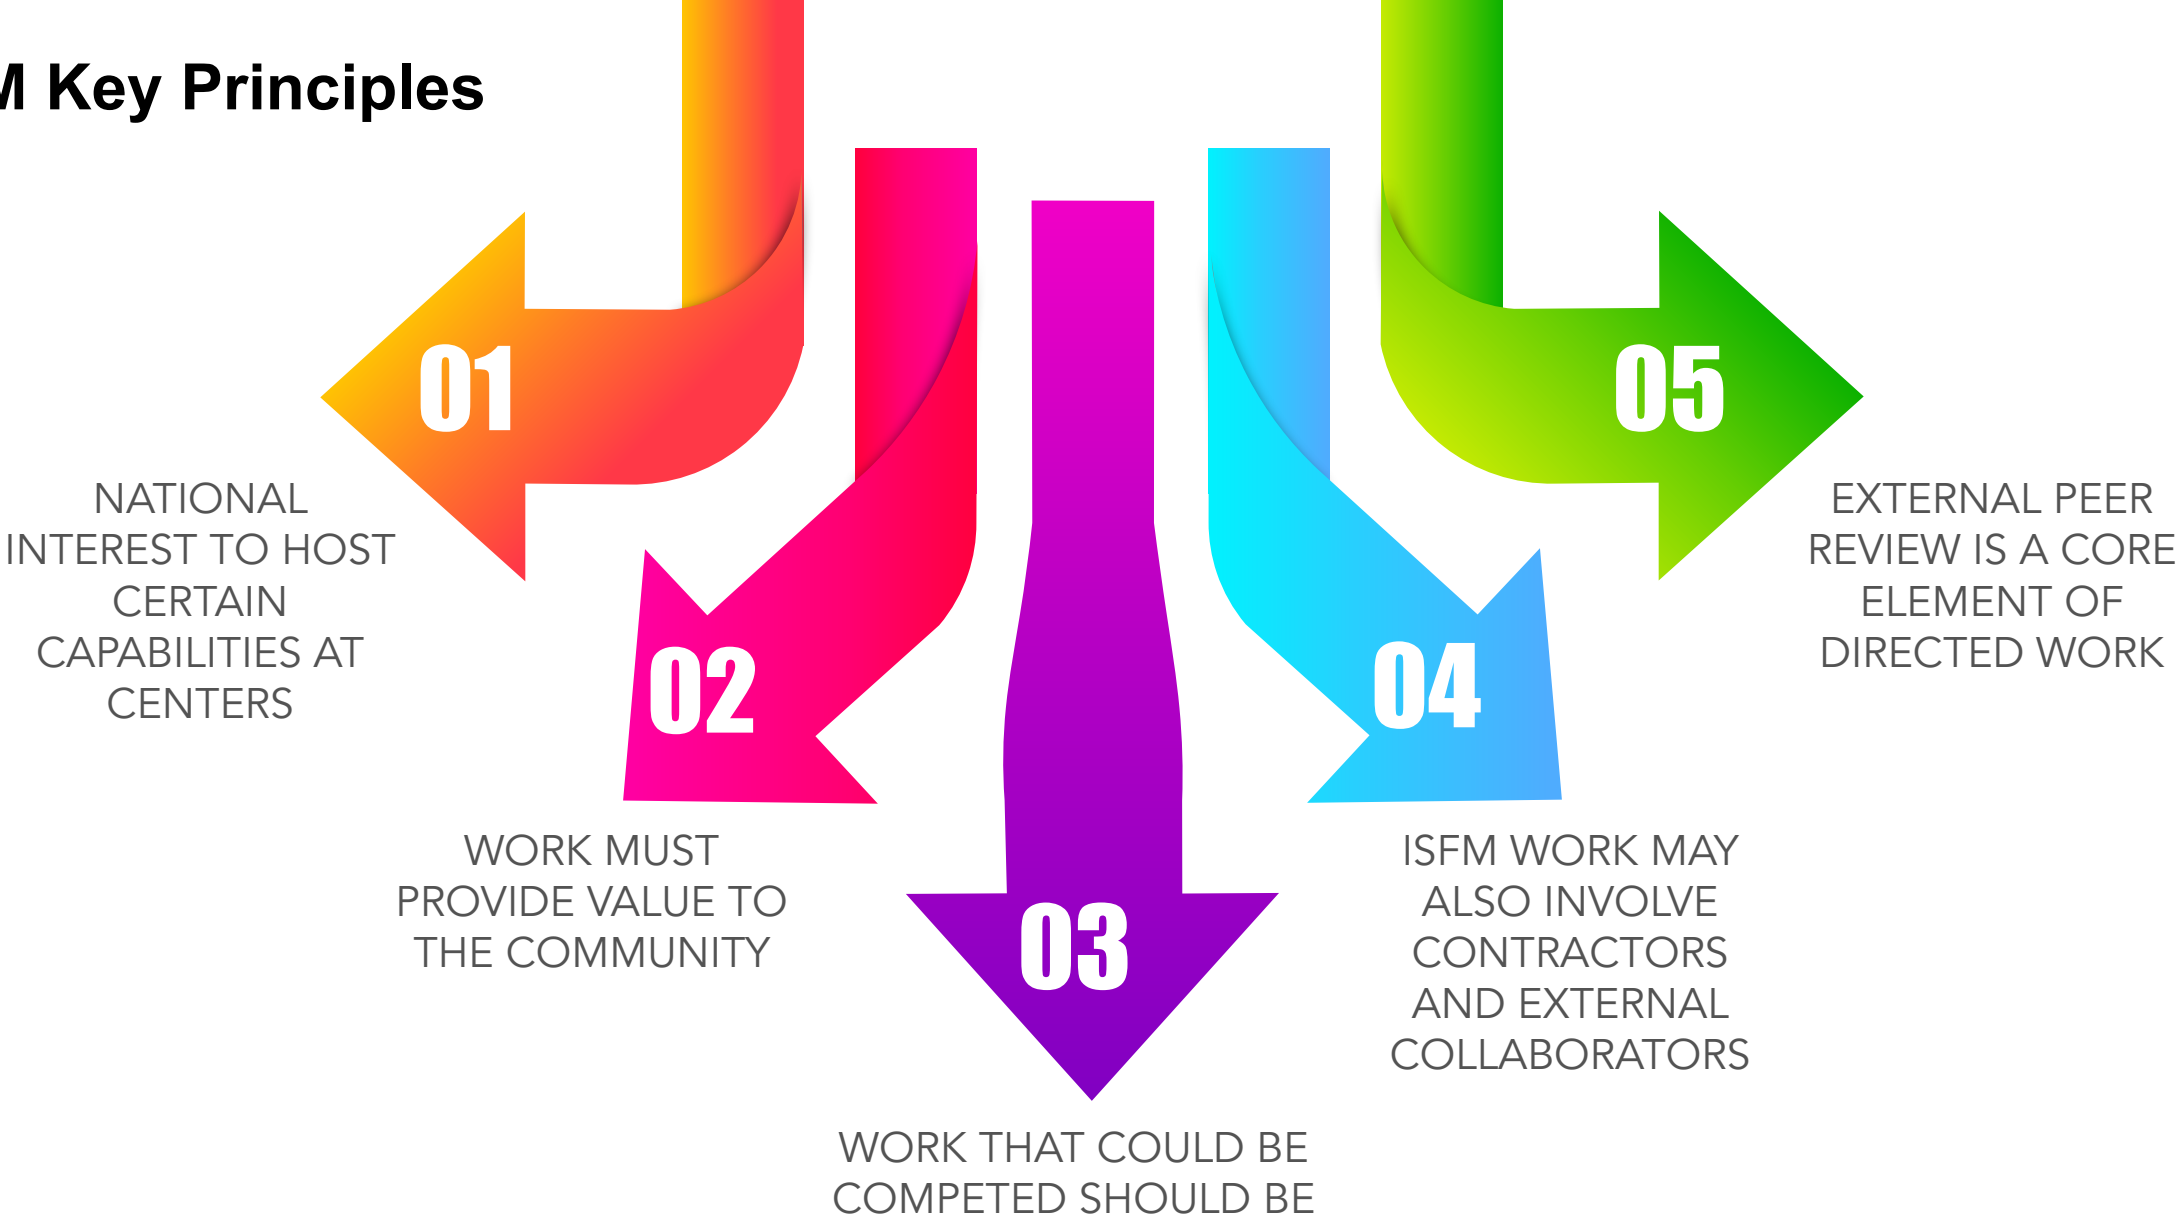 M Key Principles
01
NATIONAL
INTEREST TO HOST
CERTAIN
CAPABILITIES AT
CENTERS
02
WORK MUST
PROVIDE VALUE TO
THE COMMUNITY
03
WORK THAT COULD BE
COMPETED SHOULD BE
04
ISFM WORK MAY
ALSO INVOLVE
CONTRACTORS
AND EXTERNAL
COLLABORATORS
05
EXTERNAL PEER
REVIEW IS A CORE
ELEMENT OF
DIRECTED WORK